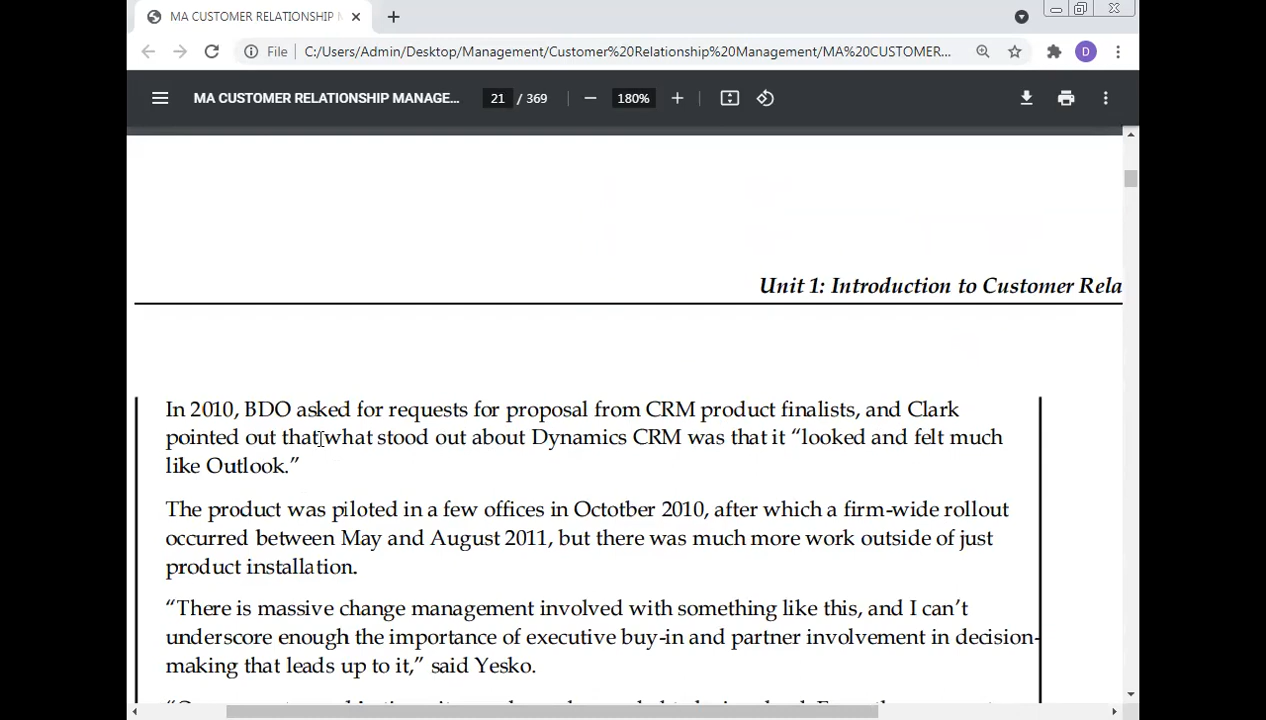 MA CUSTOMER RELATIONSHIP M
File C:/Users/Admin/Desktop/Management/Customer%20Relationship%20Management/MA%20CUSTOMER... D
MA CUSTOMER RELATIONSHIP MANAGE... 21 / 369 180%
Unit 1: Introduction to Customer Rela
In 2010, BDO asked for requests for proposal from CRM product finalists, and Clark
pointed out that what stood out about Dynamics CRM was that it “looked and felt much
like Outlook.”
The product was piloted in a few offices in Octotber 2010, after which a firm-wide rollout
occurred between May and August 2011, but there was much more work outside of just
product installation.
“There is massive change management involved with something like this, and I can’t
underscore enough the importance of executive buy-in and partner involvement in decision-
making that leads up to it,” said Yesko.